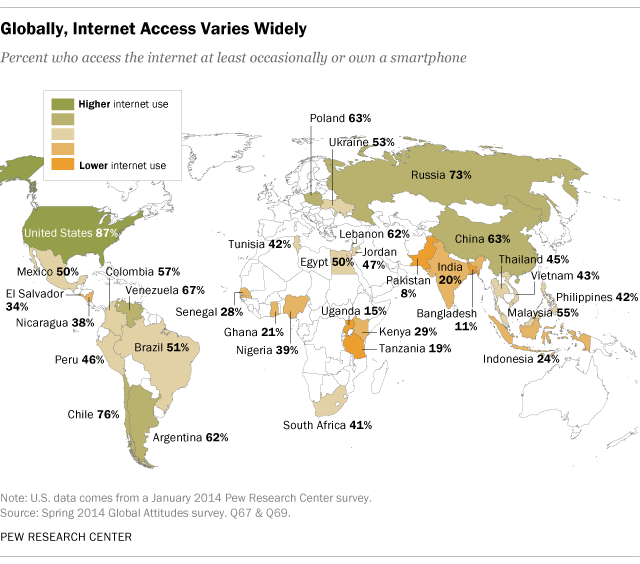 Globally, Internet Access Varies Widely
Percent who access the internet at least occasionally or own a smartphone
Higher internet use
Lower internet use
Poland 63%
Ukraine 53%
Russia 73%
United States 87%
Lebanon 62%
China 63%
Tunisia 42%
Jordan
47%
Thailand 45%
Egypt 50%
India
20%
Mexico 50%
Colombia 57%
Vietnam 43%
Pakistan
8%
El Salvador
34%
Venezuela 67%
Philippines 42%
Senegal 28%
Uganda 15%
Bangladesh
11%
Malaysia 55%
Nicaragua 38%
Ghana 21%
Kenya 29%
Nigeria 39%
Tanzania 19%
Brazil 51%
Peru 46%
Indonesia 24%
Chile 76%
South Africa 41%
Argentina 62%
Note: U.S. data comes from a January 2014 Pew Research Center survey.
Source: Spring 2014 Global Attitudes survey. Q67 & Q69.
PEW RESEARCH CENTER